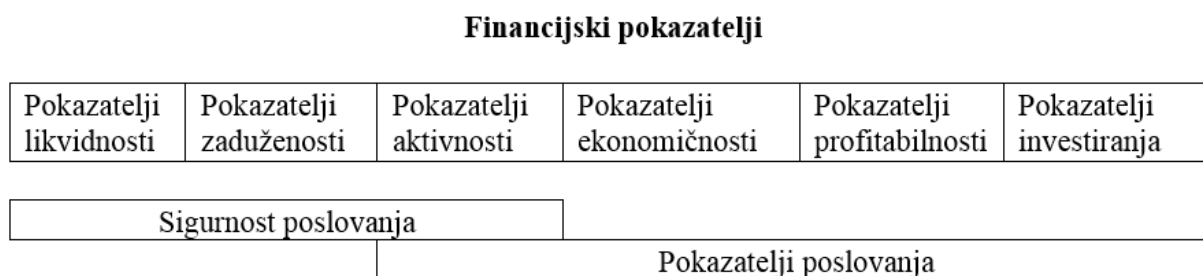 Financijski pokazatelji
Pokazatelji likvidnosti
Pokazatelji zaduženosti
Pokazatelji aktivnosti
Pokazatelji ekonomičnosti
Pokazatelji profitabilnosti
Pokazatelji investiranja
Sigurnost poslovanja
Pokazatelji poslovanja